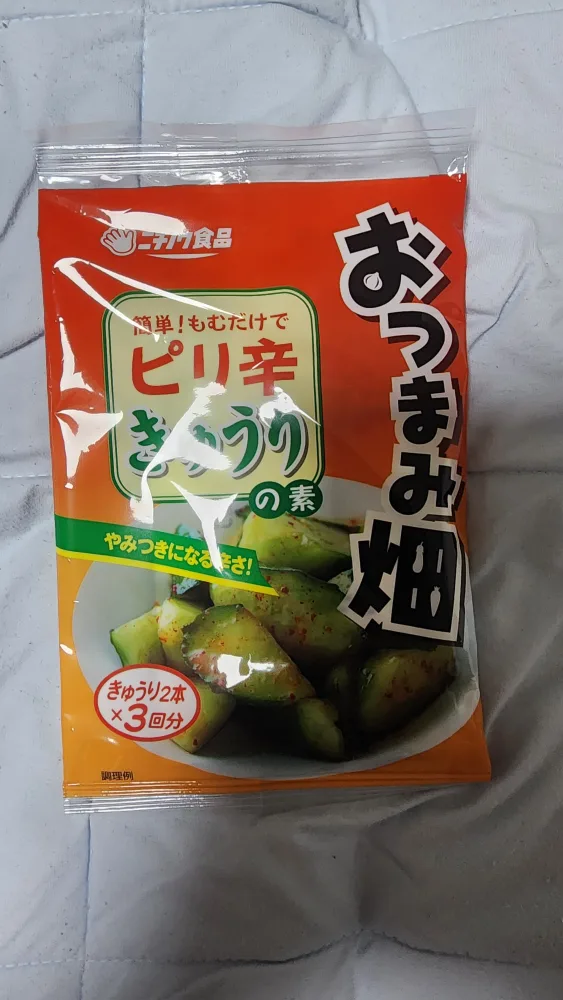 ニチノウ食品
おつまみ畑
簡単!もむだけで
ピリ辛
きゅうり
の素
やみつきになる辛さ!
きゅうり2本
×3回分
調理例